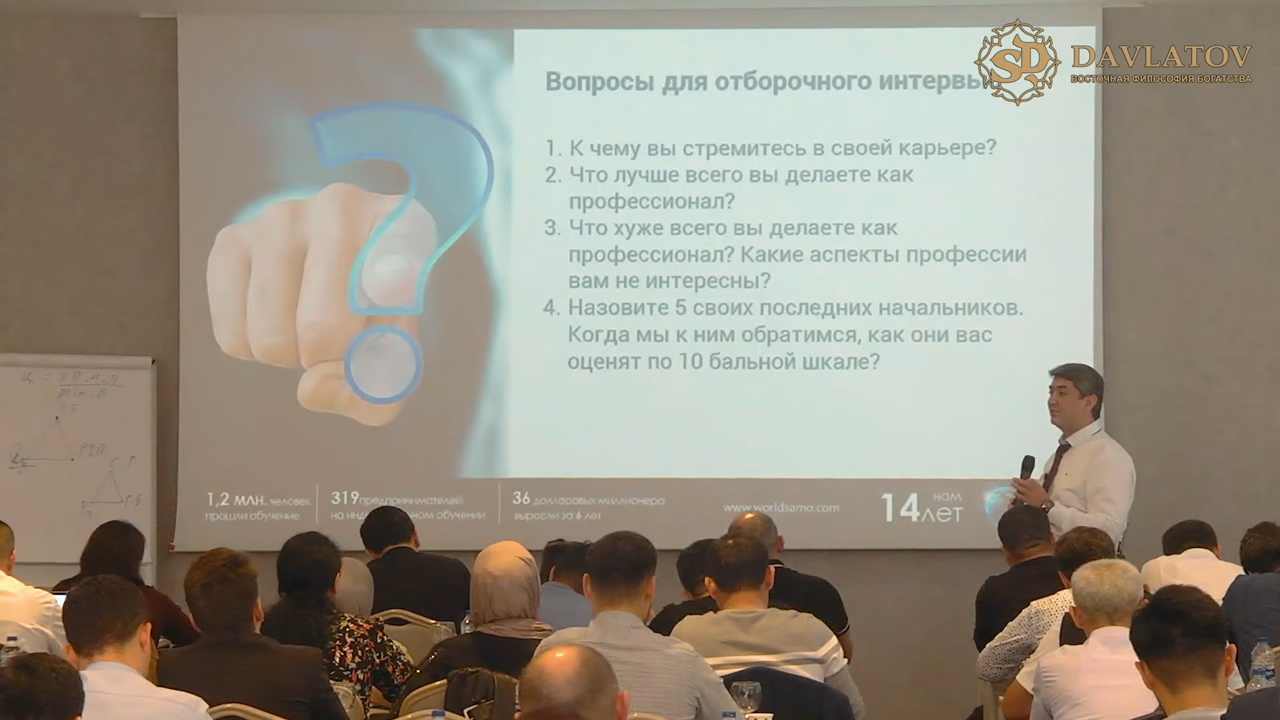 Вопросы для отборочного интервь
DAVLATOV
ВОСТОЧНАЯ ФИЛОСОФИЯ БОГАТСТВА
1. К чему вы стремитесь в своей карьере?
2. Что лучше всего вы делаете как
профессионал?
3. Что хуже всего вы делаете как
профессионал? Какие аспекты профессии
вам не интересны?
4. Назовите 5 своих последних начальников.
Когда мы к ним обратимся, как они вас
оценят по 10 бальной шкале?
1,2 МЛН. человек
прошли обучение
319 предпринимателей
на обучении
36 долларовых миллионера
выросли за 6 лет
www.worldsamo.com
14 нам
лет